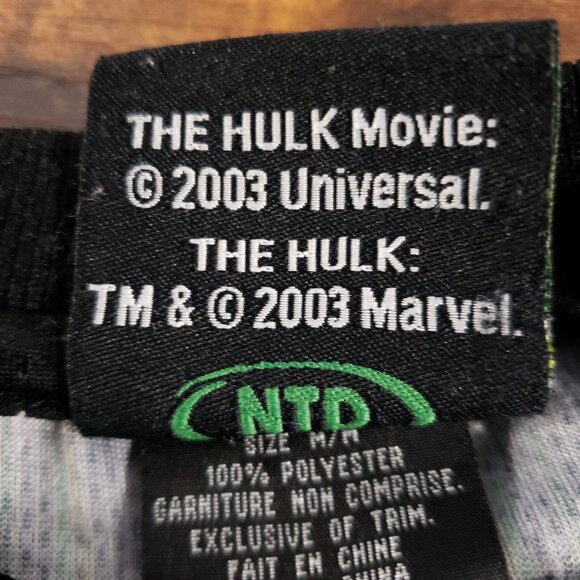 THE HULK Movie:
© 2003 Universal.
THE HULK:
TM & © 2003 Marvel.
NTD
SIZE M/M
100% POLYESTER
GARNITURE NON COMPRISE.
EXCLUSIVE OF TRIM.
FAIT EN CHINE
CHINA